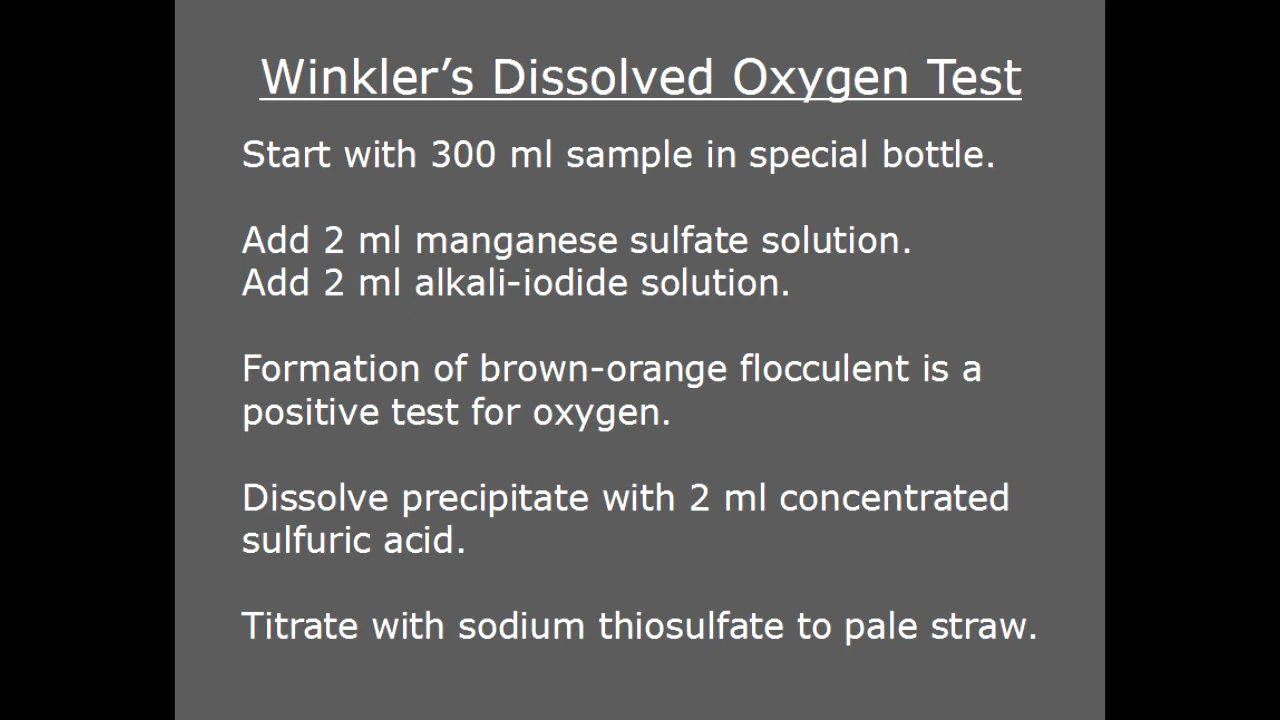 Winkler’s Dissolved Oxygen Test
Start with 300 ml sample in special bottle.
Add 2 ml manganese sulfate solution.
Add 2 ml alkali-iodide solution.
Formation of brown-orange flocculent is a
positive test for oxygen.
Dissolve precipitate with 2 ml concentrated
sulfuric acid.
Titrate with sodium thiosulfate to pale straw.